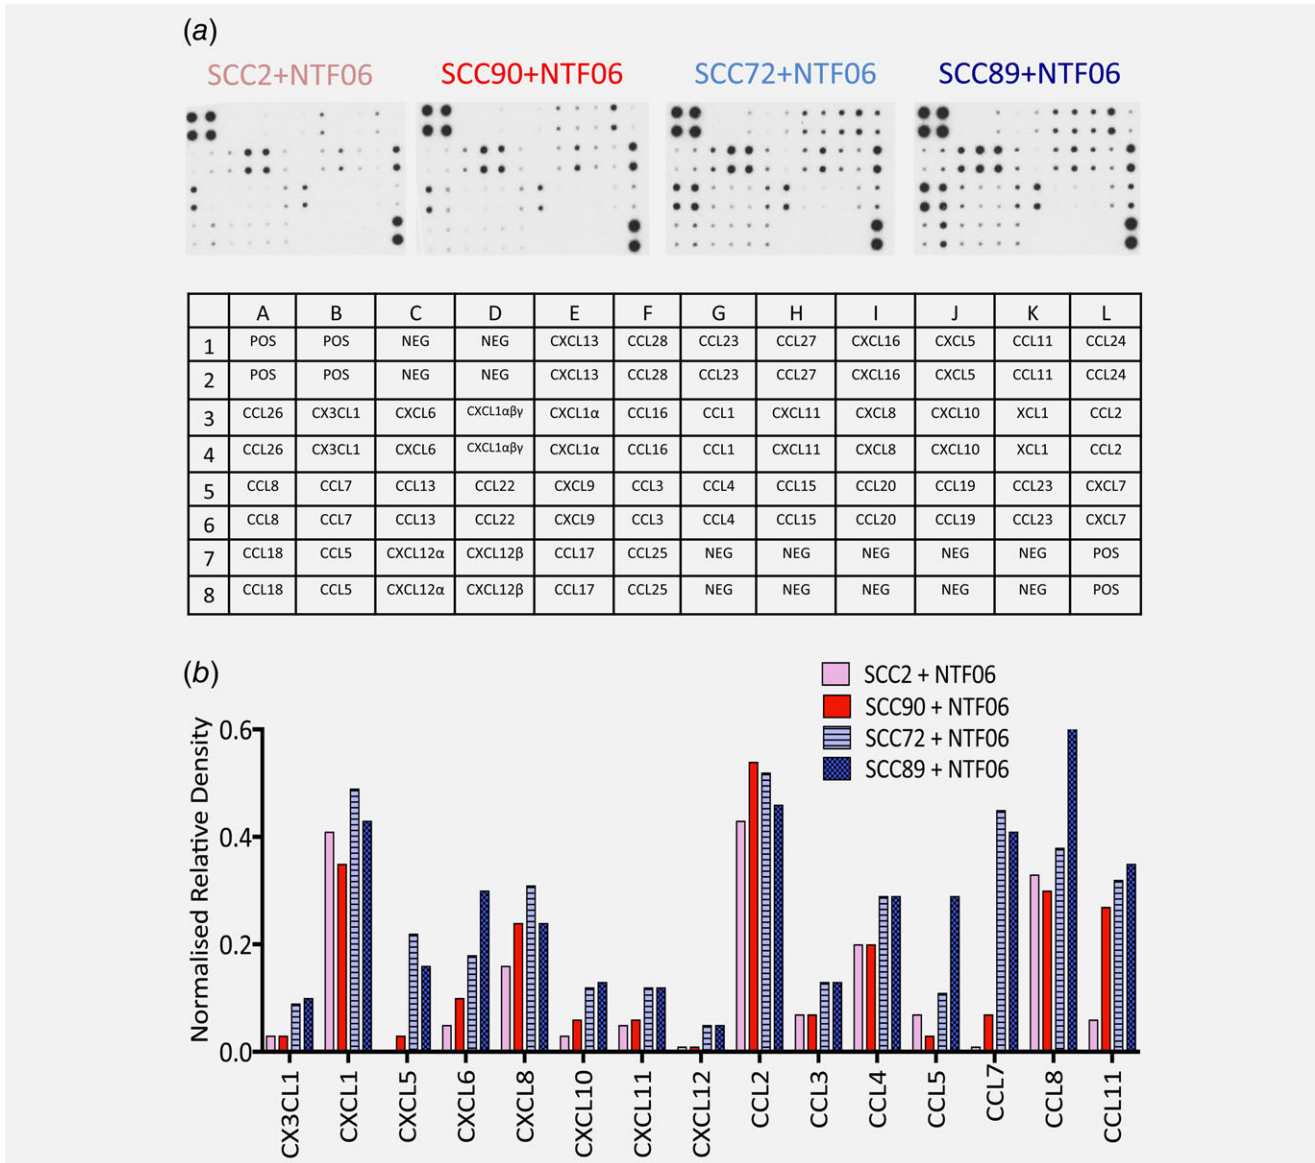 (a)
SCC2+NTF06 SCC90+NTF06 SCC72+NTF06 SCC89+NTF06
A B C D E F G H I J K L
1 POS POS NEG NEG CXCL13 CCL28 CCL23 CCL27 CXCL16 CXCL5 CCL11 CCL24
2 POS POS NEG NEG CXCL13 CCL28 CCL23 CCL27 CXCL16 CXCL5 CCL11 CCL24
3 CCL26 CX3CL1 CXCL6 CXCL1αβγ CXCL1α CCL16 CCL1 CXCL11 CXCL8 CXCL10 XCL1 CCL2
4 CCL26 CX3CL1 CXCL6 CXCL1αβγ CXCL1α CCL16 CCL1 CXCL11 CXCL8 CXCL10 XCL1 CCL2
5 CCL8 CCL7 CCL13 CCL22 CXCL9 CCL3 CCL4 CCL15 CCL20 CCL19 CCL23 CXCL7
6 CCL8 CCL7 CCL13 CCL22 CXCL9 CCL3 CCL4 CCL15 CCL20 CCL19 CCL23 CXCL7
7 CCL18 CCL5 CXCL12α CXCL12β CCL17 CCL25 NEG NEG NEG NEG NEG POS
8 CCL18 CCL5 CXCL12α CXCL12β CCL17 CCL25 NEG NEG NEG NEG NEG POS
(b)
SCC2 + NTF06
SCC90 + NTF06
SCC72 + NTF06
SCC89 + NTF06
Normalised Relative Density
0.6
0.4
0.2
0.0
CX3CL1 CXCL1 CXCL5 CXCL6 CXCL8 CXCL10 CXCL11 CXCL12 CCL2 CCL3 CCL4 CCL5 CCL7 CCL8 CCL11